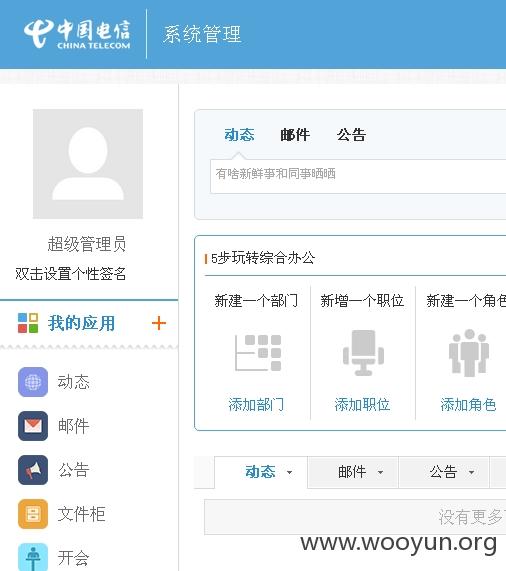 中国电信
CHINA TELECOM
系统管理
超级管理员
双击设置个性签名
我的应用
动态
邮件
公告
文件柜
开会
动态 邮件 公告
有啥新鲜事和同事晒晒
5步玩转综合办公
新建一个部门 新增一个职位 新建一个角色
添加部门 添加职位 添加角色
动态 邮件 公告
没有更多
www.wooyun.org